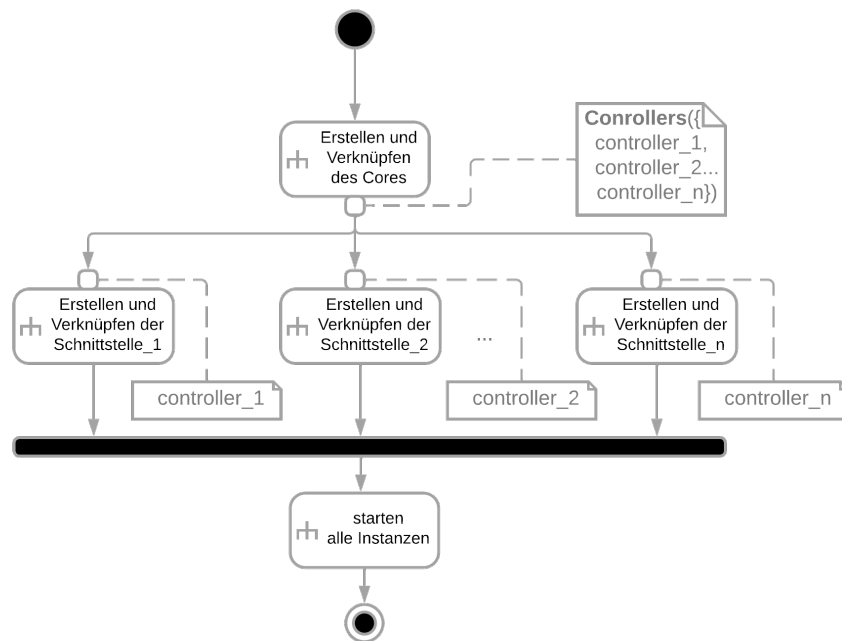 Erstellen und
Verknüpfen
des Cores
Conrollers({
controller_1,
controller_2...
controller_n})
Erstellen und
Verknüpfen der
Schnittstelle_1
Erstellen und
Verknüpfen der
Schnittstelle_2
...
Erstellen und
Verknüpfen der
Schnittstelle_n
controller_1
controller_2
controller_n
starten
alle Instanzen